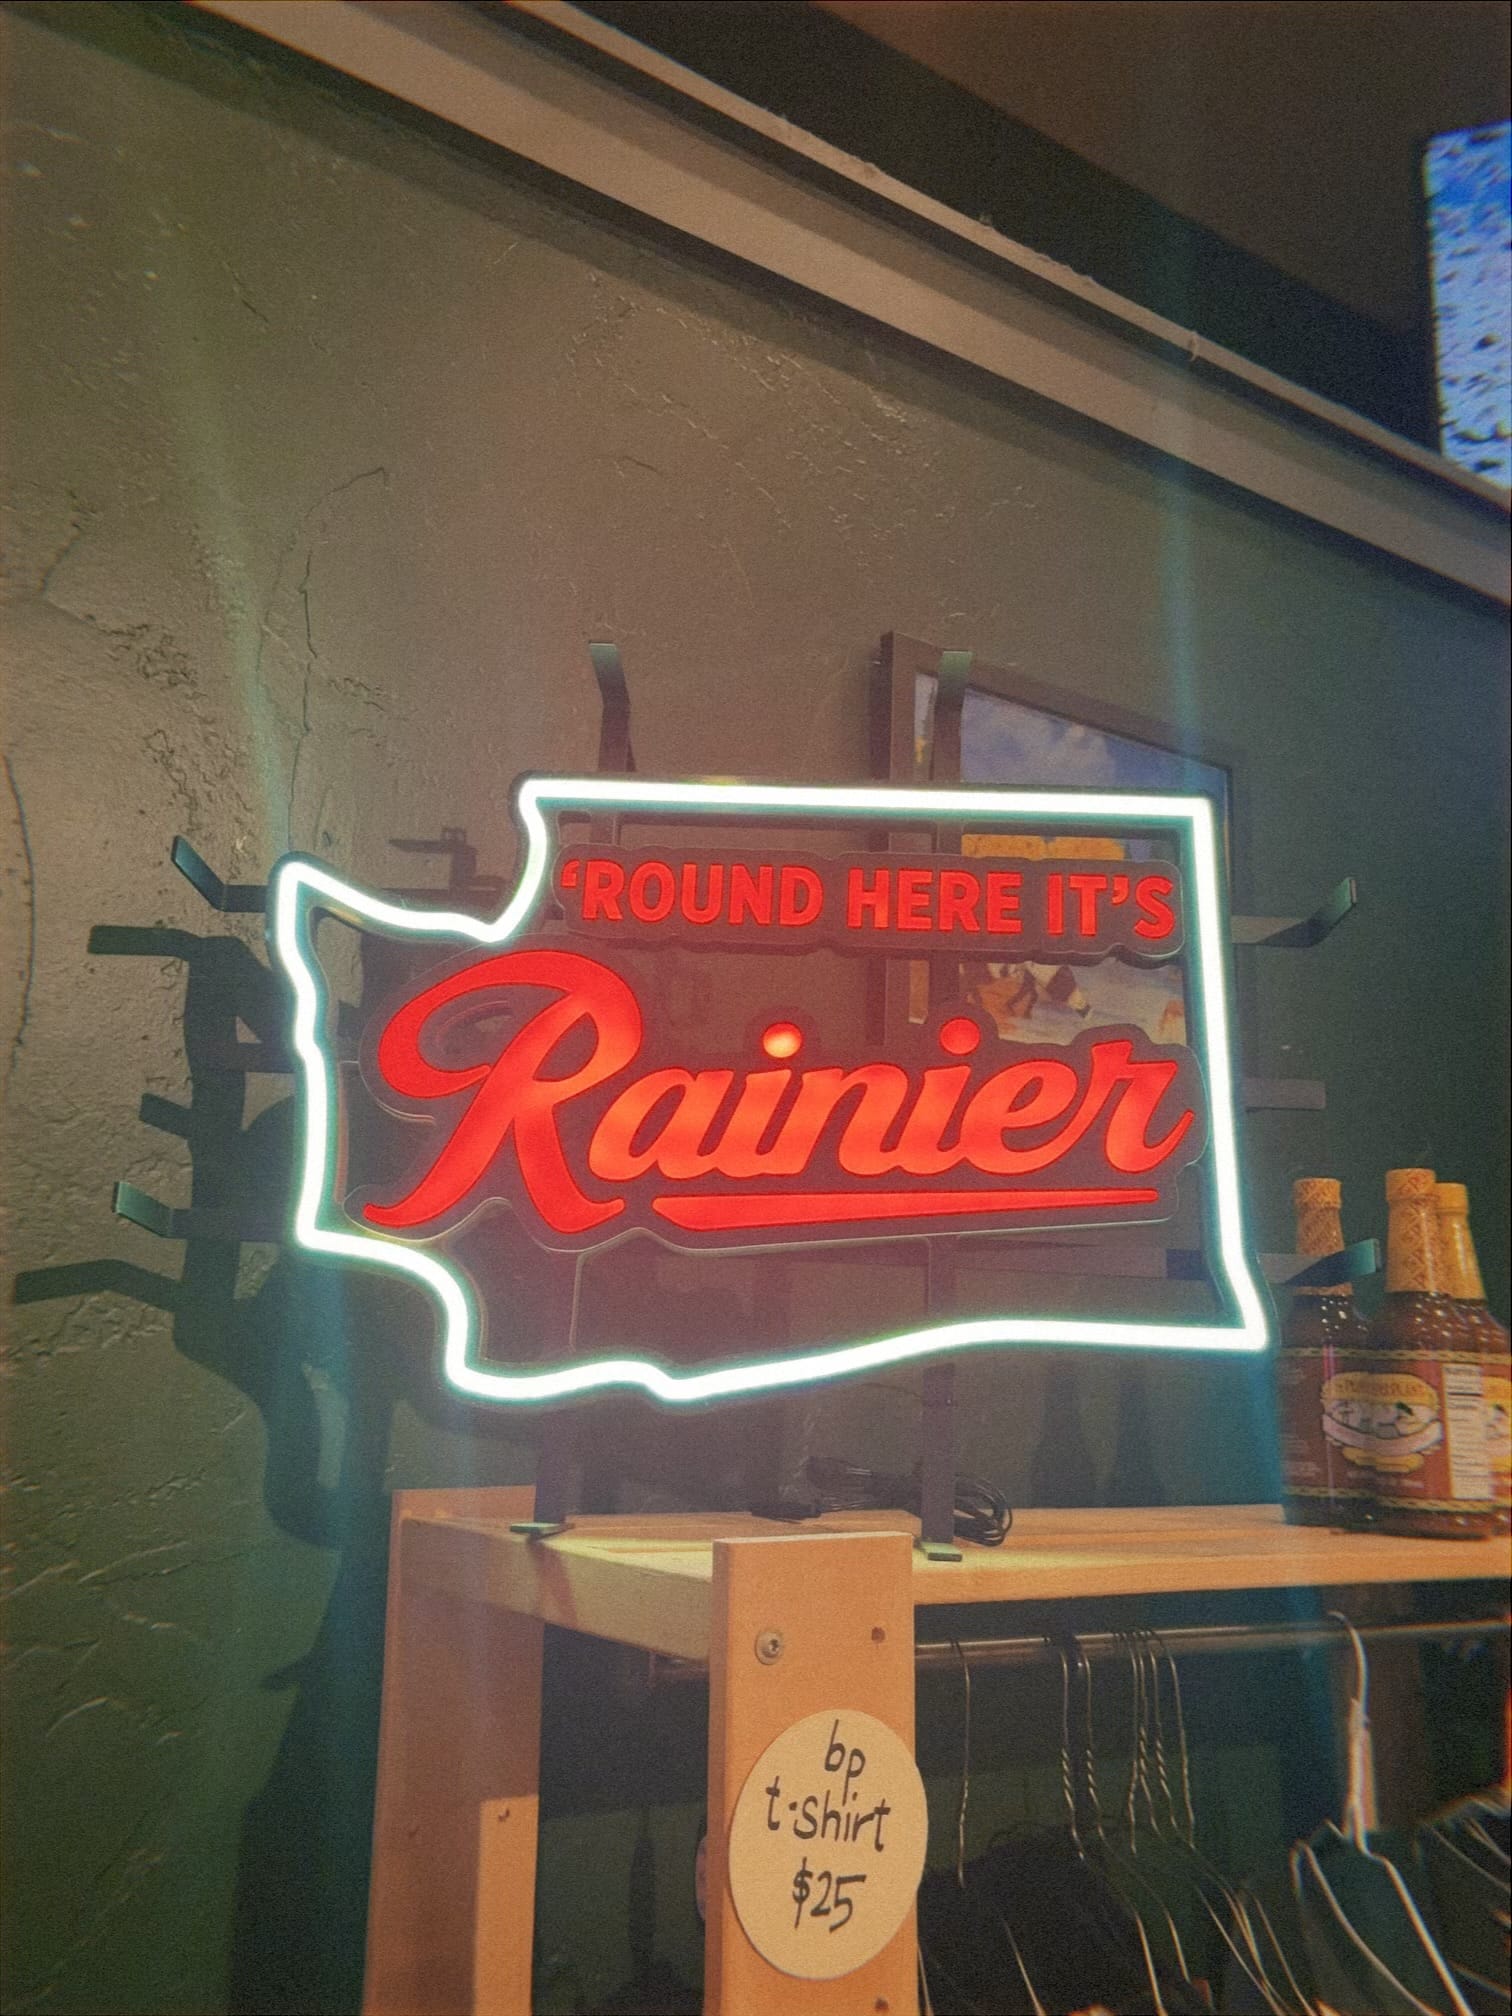 ‘ROUND HERE IT’S
Rainier
bp
t-shirt
$25